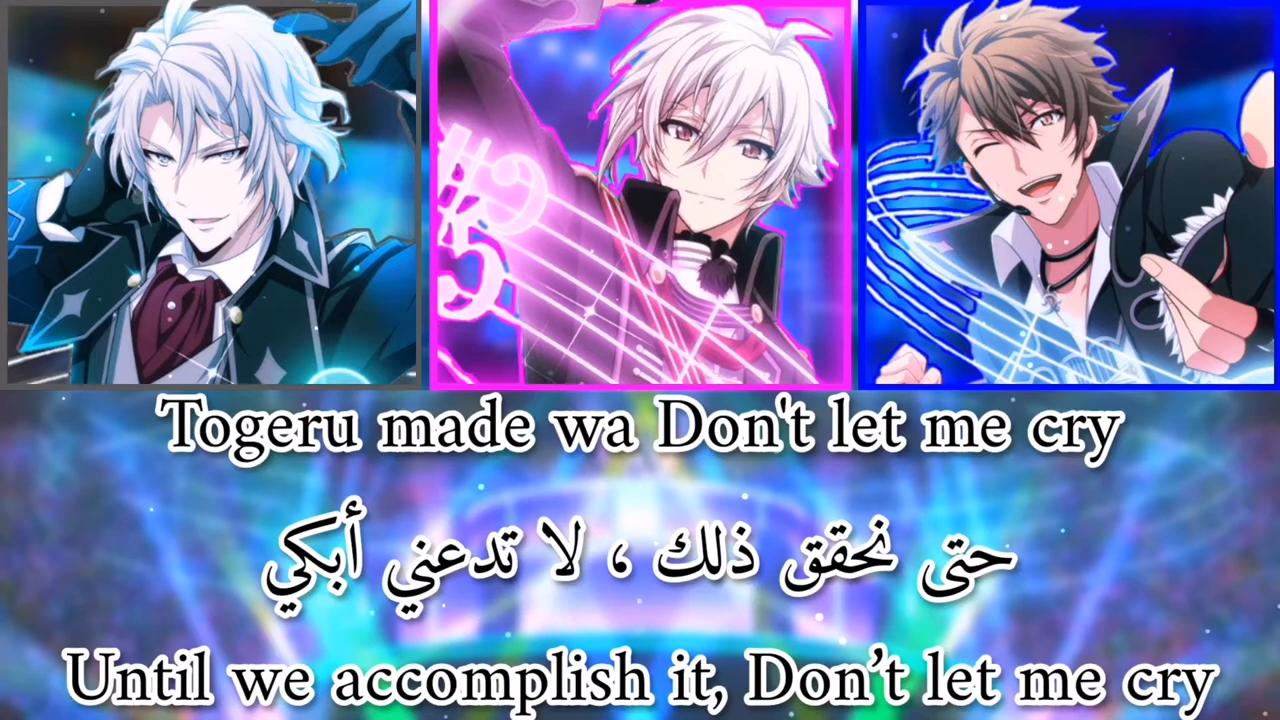 Togeru made wa Don't let me cry
حتى نحقق ذلك ، لا تدعني أبكي
Until we accomplish it, Don’t let me cry